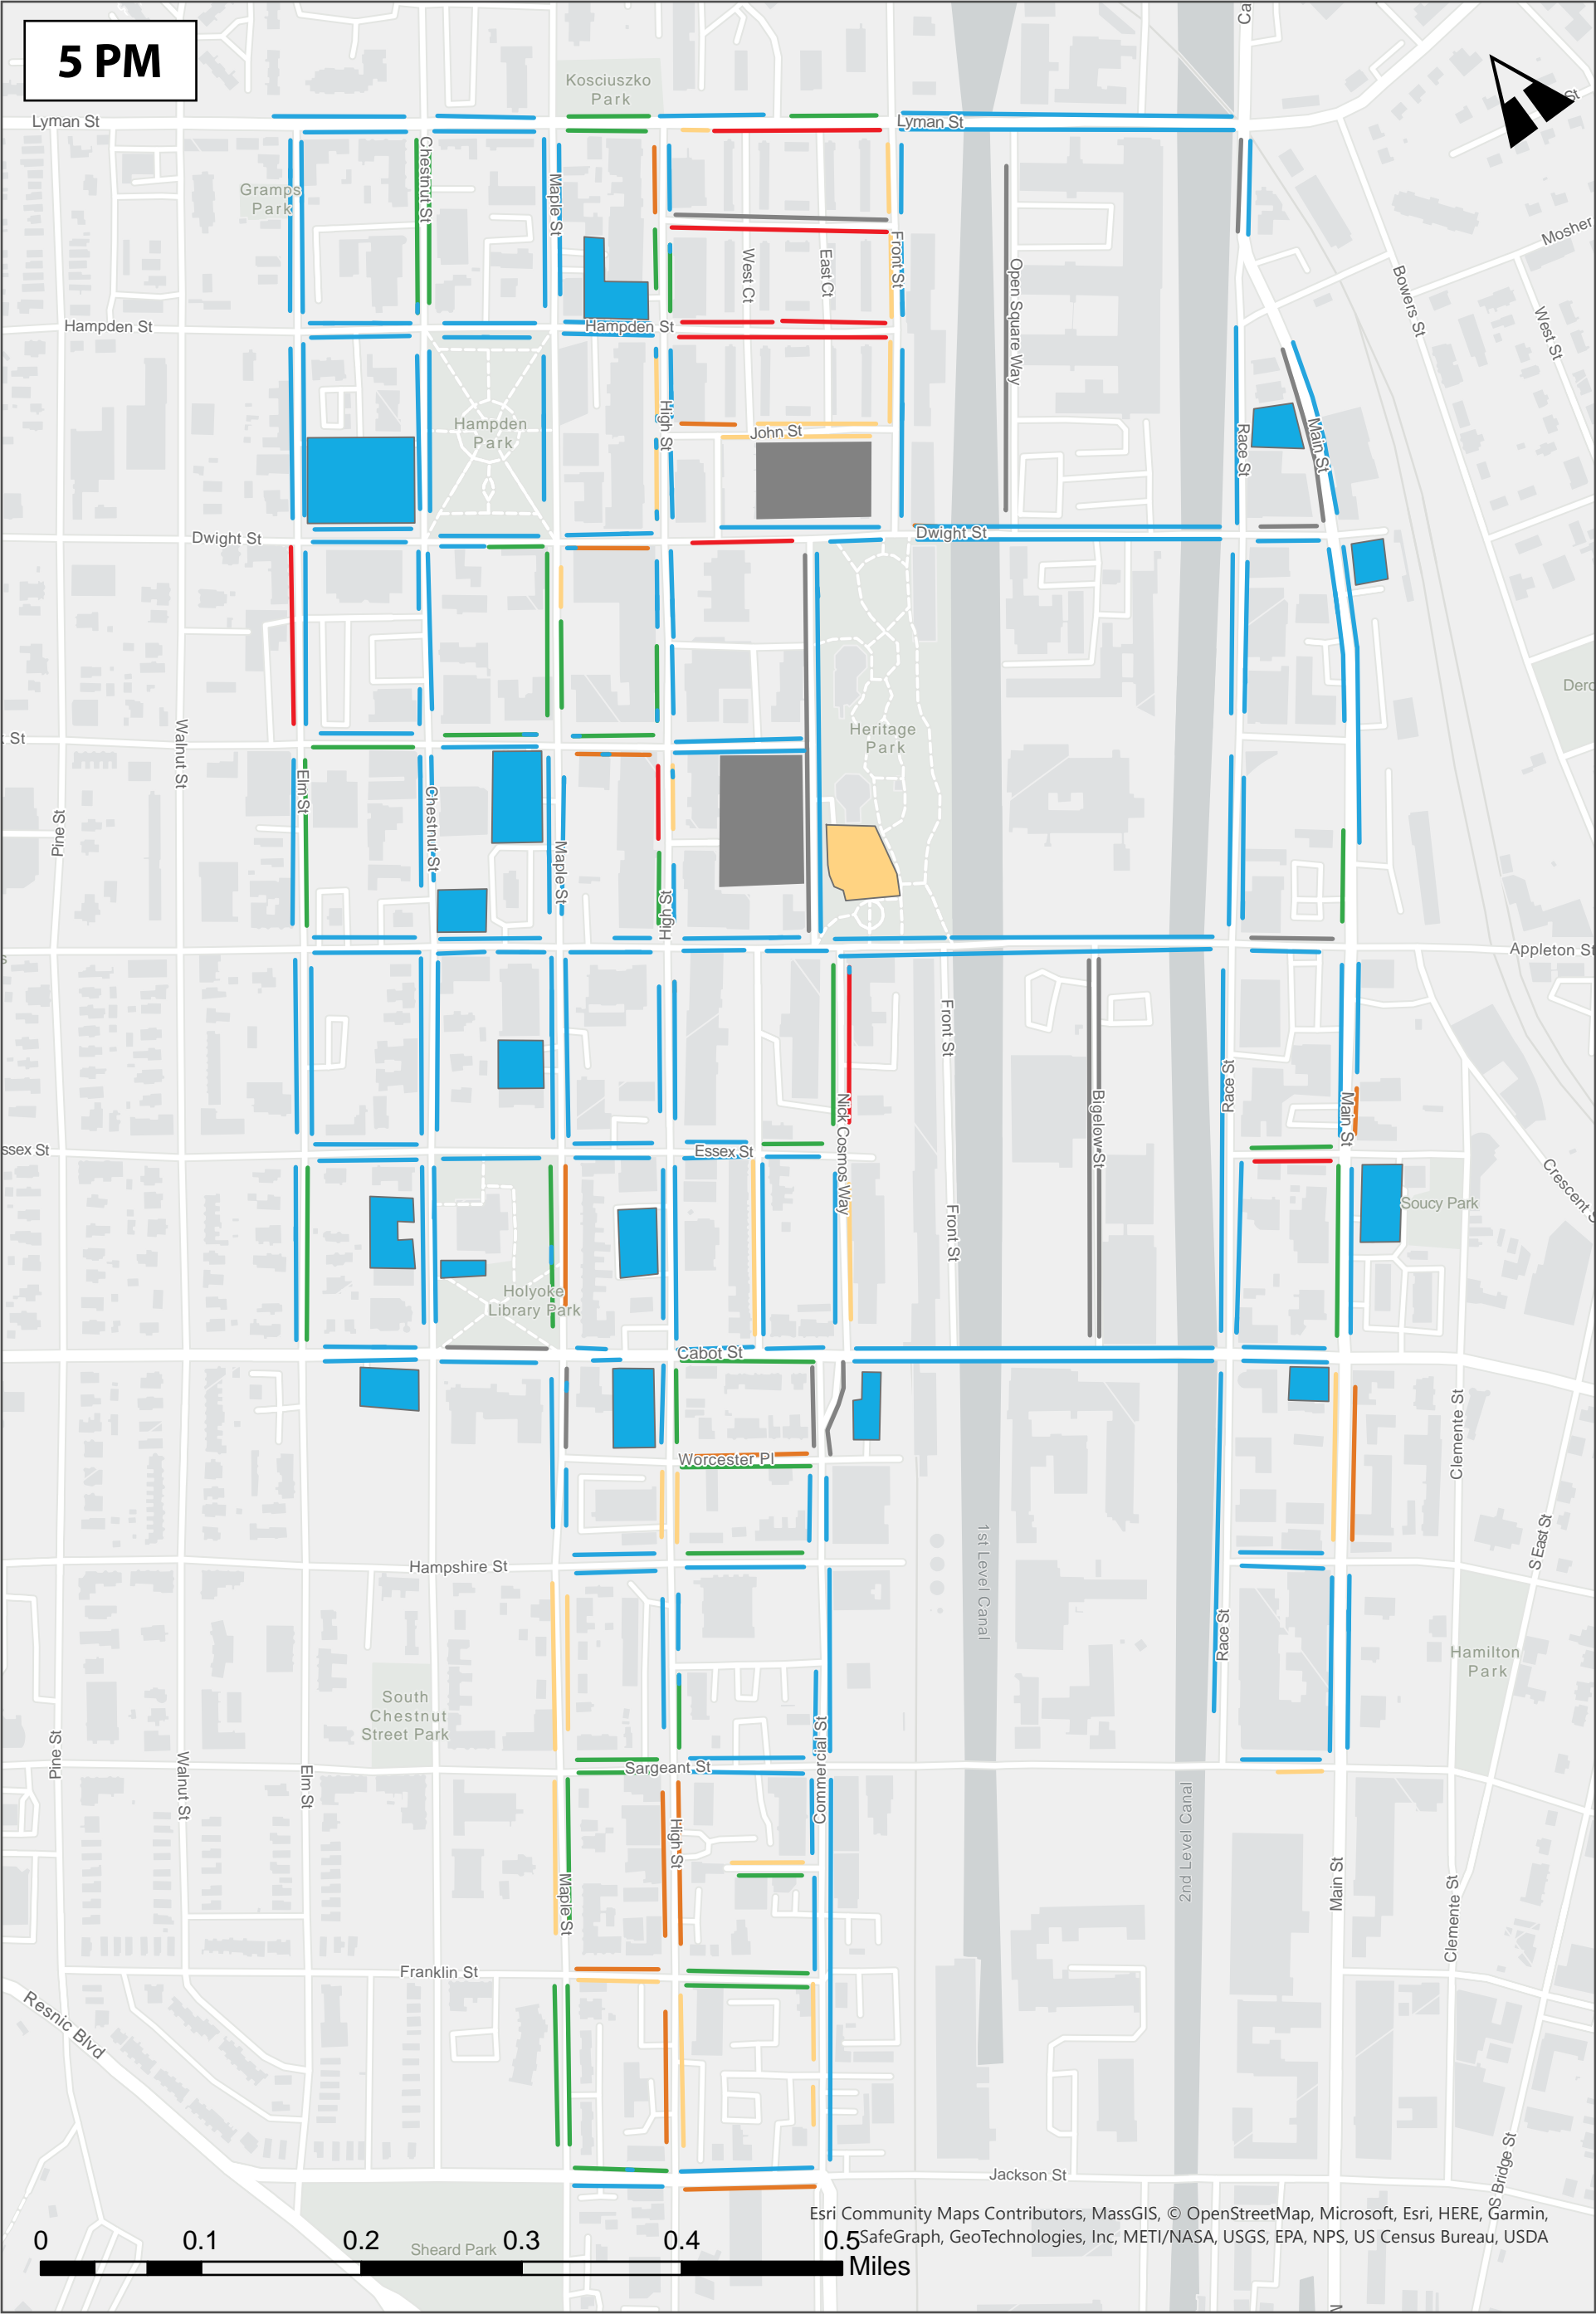 5 PM
Ca
St
Kosciuszko
Park
Lyman St
Lyman St
Chestnut St
Maple St
Gramps
Park
Mosher
Front St
West Ct
East Ct
Open Square Way
Bowers St
West St
Hampden St
Hampden St
Hampden
Park
High St
John St
Race St
Main St
Dwight St
Dwight St
Derc
St
Walnut St
Heritage
Park
Pine St
Elm St
Chestnut St
Maple St
High St
s
Appleton St
Front St
Nick Cosmos Way
Bigelow St
Race St
Main St
ssex St
Essex St
Crescent S
Soucy Park
Front St
Holyoke
Library Park
Cabot St
Clemente St
Worcester Pl
1st Level Canal
S East St
Hampshire St
Race St
Hamilton
Park
South
Chestnut
Street Park
Pine St
Walnut St
Elm St
Sargeant St
Commercial St
High St
2nd Level Canal
Maple St
Main St
Clemente St
Franklin St
Resnic Blvd
S Bridge St
Jackson St
Esri Community Maps Contributors, MassGIS, © OpenStreetMap, Microsoft, Esri, HERE, Garmin,
SafeGraph, GeoTechnologies, Inc, METI/NASA, USGS, EPA, NPS, US Census Bureau, USDA
0 0.1 0.2 0.3 0.4 0.5
Miles
Sheard Park